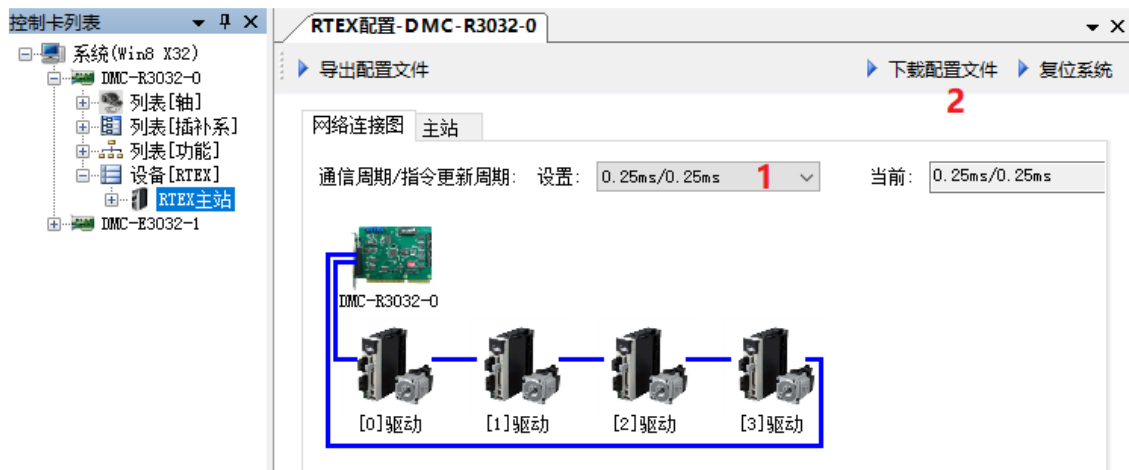 控制卡列表
系统(Win8 X32)
DMC-R3032-0
列表[轴]
列表[插补系]
列表[功能]
设备[RTEX]
RTEX主站
DMC-E3032-1
RTEX配置-DMC-R3032-0
导出配置文件
下载配置文件
复位系统
2
网络连接图
主站
通信周期/指令更新周期: 设置: 0.25ms/0.25ms 1 当前: 0.25ms/0.25ms
DMC-R3032-0
[0]驱动 [1]驱动 [2]驱动 [3]驱动